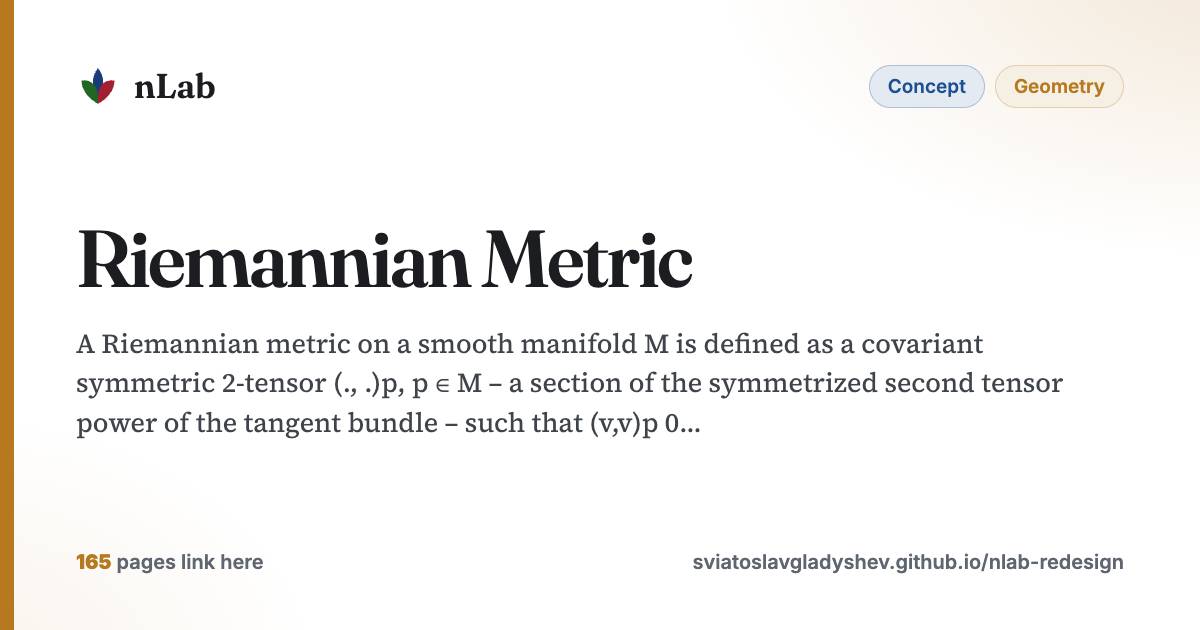 nLab
Concept
Geometry
Riemannian Metric
A Riemannian metric on a smooth manifold M is defined as a covariant
symmetric 2-tensor (., .)p, p ∈ M – a section of the symmetrized second tensor
power of the tangent bundle – such that (v,v)p 0...
165 pages link here
sviatoslavgladyshev.github.io/nlab-redesign